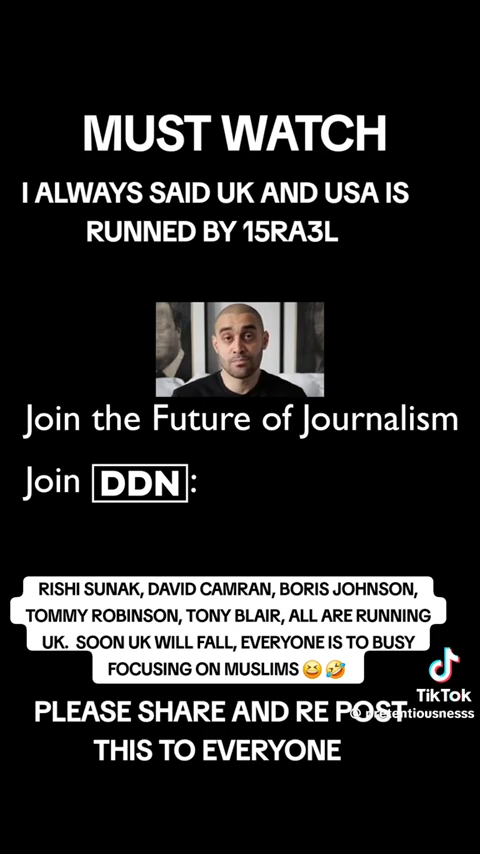 MUST WATCH
I ALWAYS SAID UK AND USA IS
RUNNED BY 15RA3L
Join the Future of Journalism
Join DDN:
RISHI SUNAK, DAVID CAMRAN, BORIS JOHNSON,
TOMMY ROBINSON, TONY BLAIR, ALL ARE RUNNING
UK. SOON UK WILL FALL, EVERYONE IS TO BUSY
FOCUSING ON MUSLIMS 😆🤣
TikTok
PLEASE SHARE AND RE POST
THIS TO EVERYONE